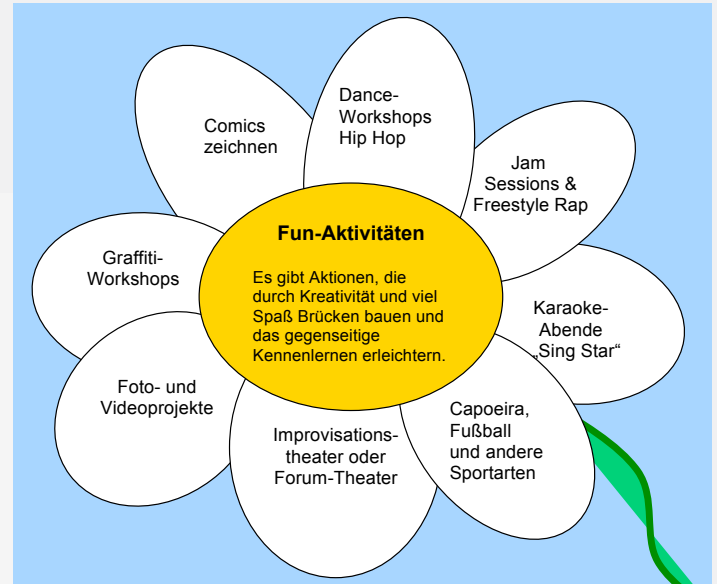 Fun-Aktivitäten
Es gibt Aktionen, die
durch Kreativität und viel
Spaß Brücken bauen und
das gegenseitige
Kennenlernen erleichtern.
Comics
zeichnen
Dance-
Workshops
Hip Hop
Jam
Sessions &
Freestyle Rap
Karaoke-
Abende
„Sing Star“
Capoeira,
Fußball
und andere
Sportarten
Improvisations-
theater oder
Forum-Theater
Foto- und
Videoprojekte
Graffiti-
Workshops